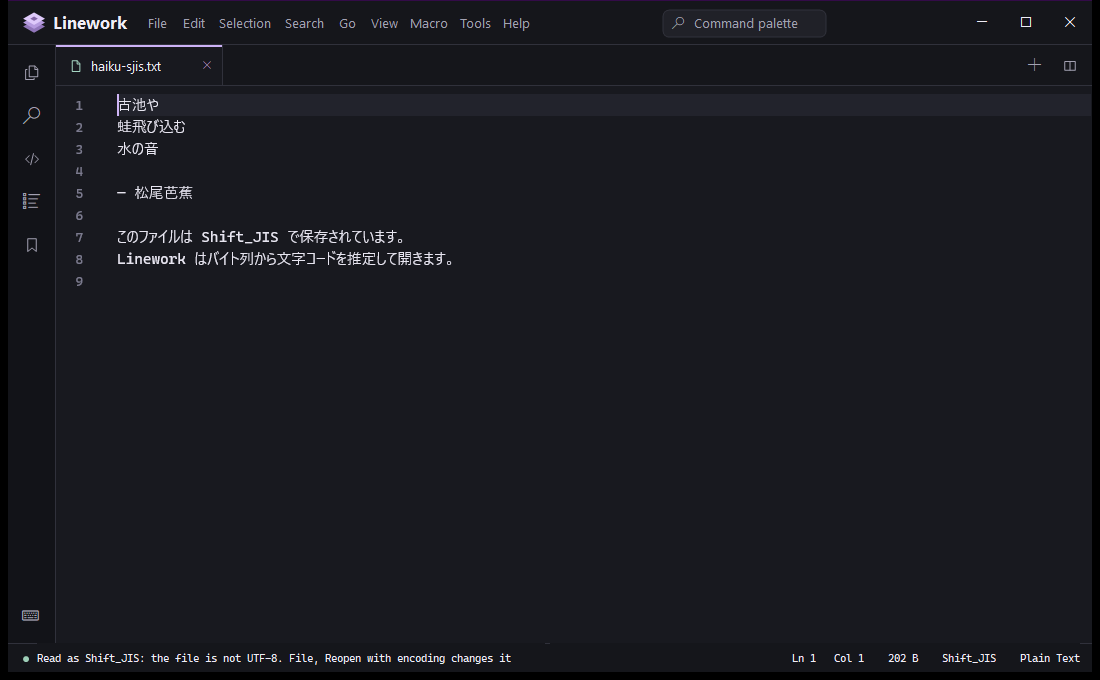 Linework File Edit Selection Search Go View Macro Tools Help Command palette
haiku-sjis.txt
1 古池や
2 蛙飛び込む
3 水の音
4
5 — 松尾芭蕉
6
7 このファイルは Shift_JIS で保存されています。
8 Linework はバイト列から文字コードを推定して開きます。
9
Read as Shift_JIS: the file is not UTF-8. File, Reopen with encoding changes it Ln 1 Col 1 202 B Shift_JIS Plain Text